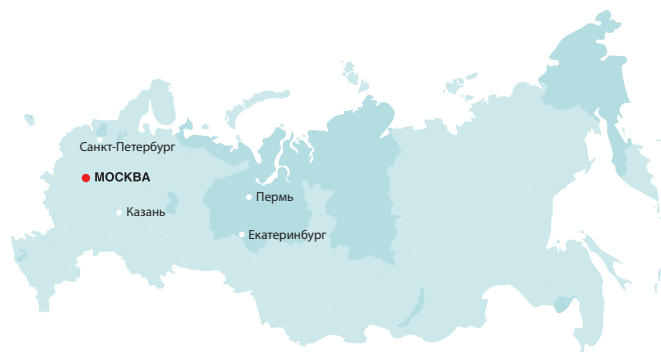 Санкт-Петербург
МОСКВА
Пермь
Казань
Екатеринбург